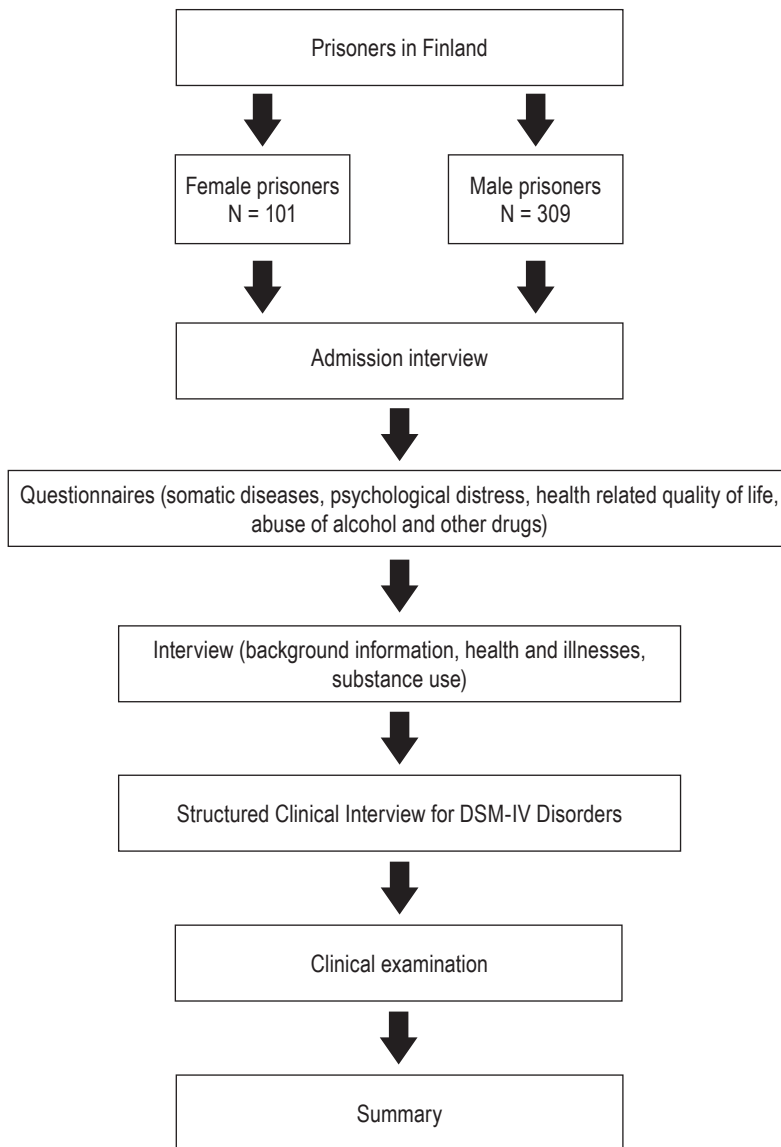 Prisoners in Finland
Female prisoners
N = 101
Male prisoners
N = 309
Admission interview
Questionnaires (somatic diseases, psychological distress, health related quality of life,
abuse of alcohol and other drugs)
Interview (background information, health and illnesses,
substance use)
Structured Clinical Interview for DSM-IV Disorders
Clinical examination
Summary